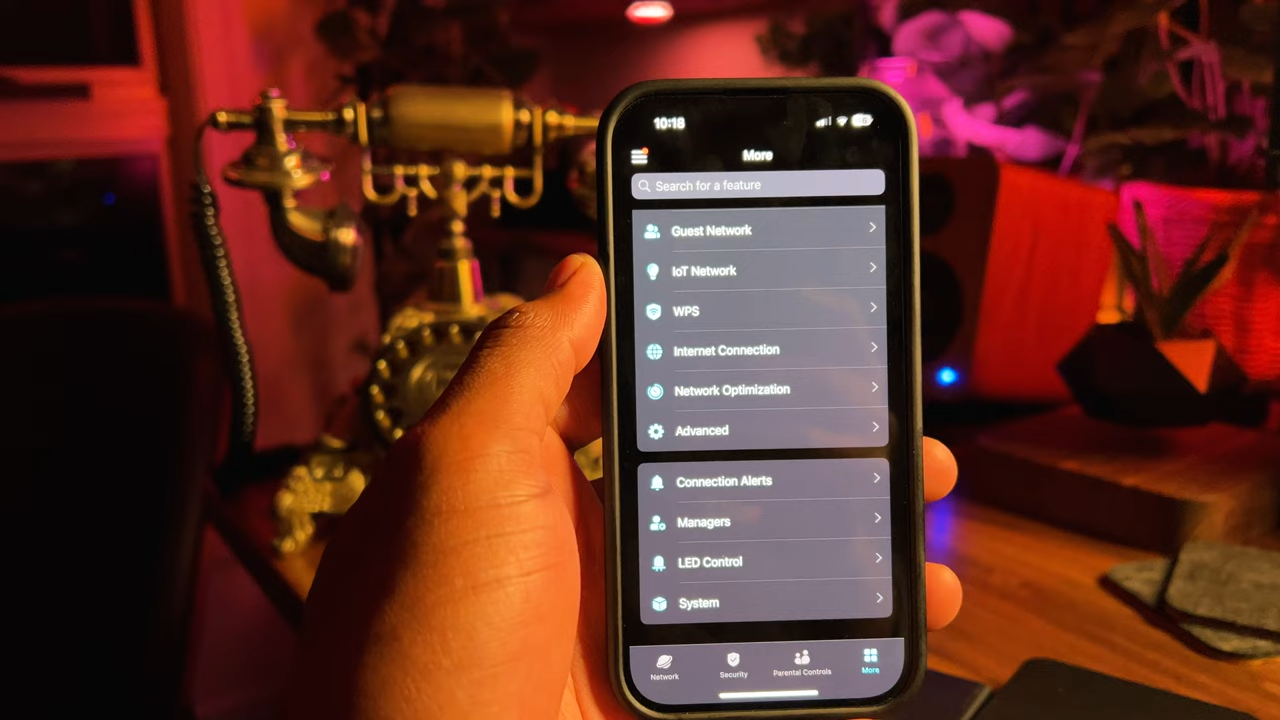 10:18
More
Search for a feature
Guest Network
IoT Network
WPS
Internet Connection
Network Optimization
Advanced
Connection Alerts
Managers
LED Control
System
Network
Security
Parental Controls
More